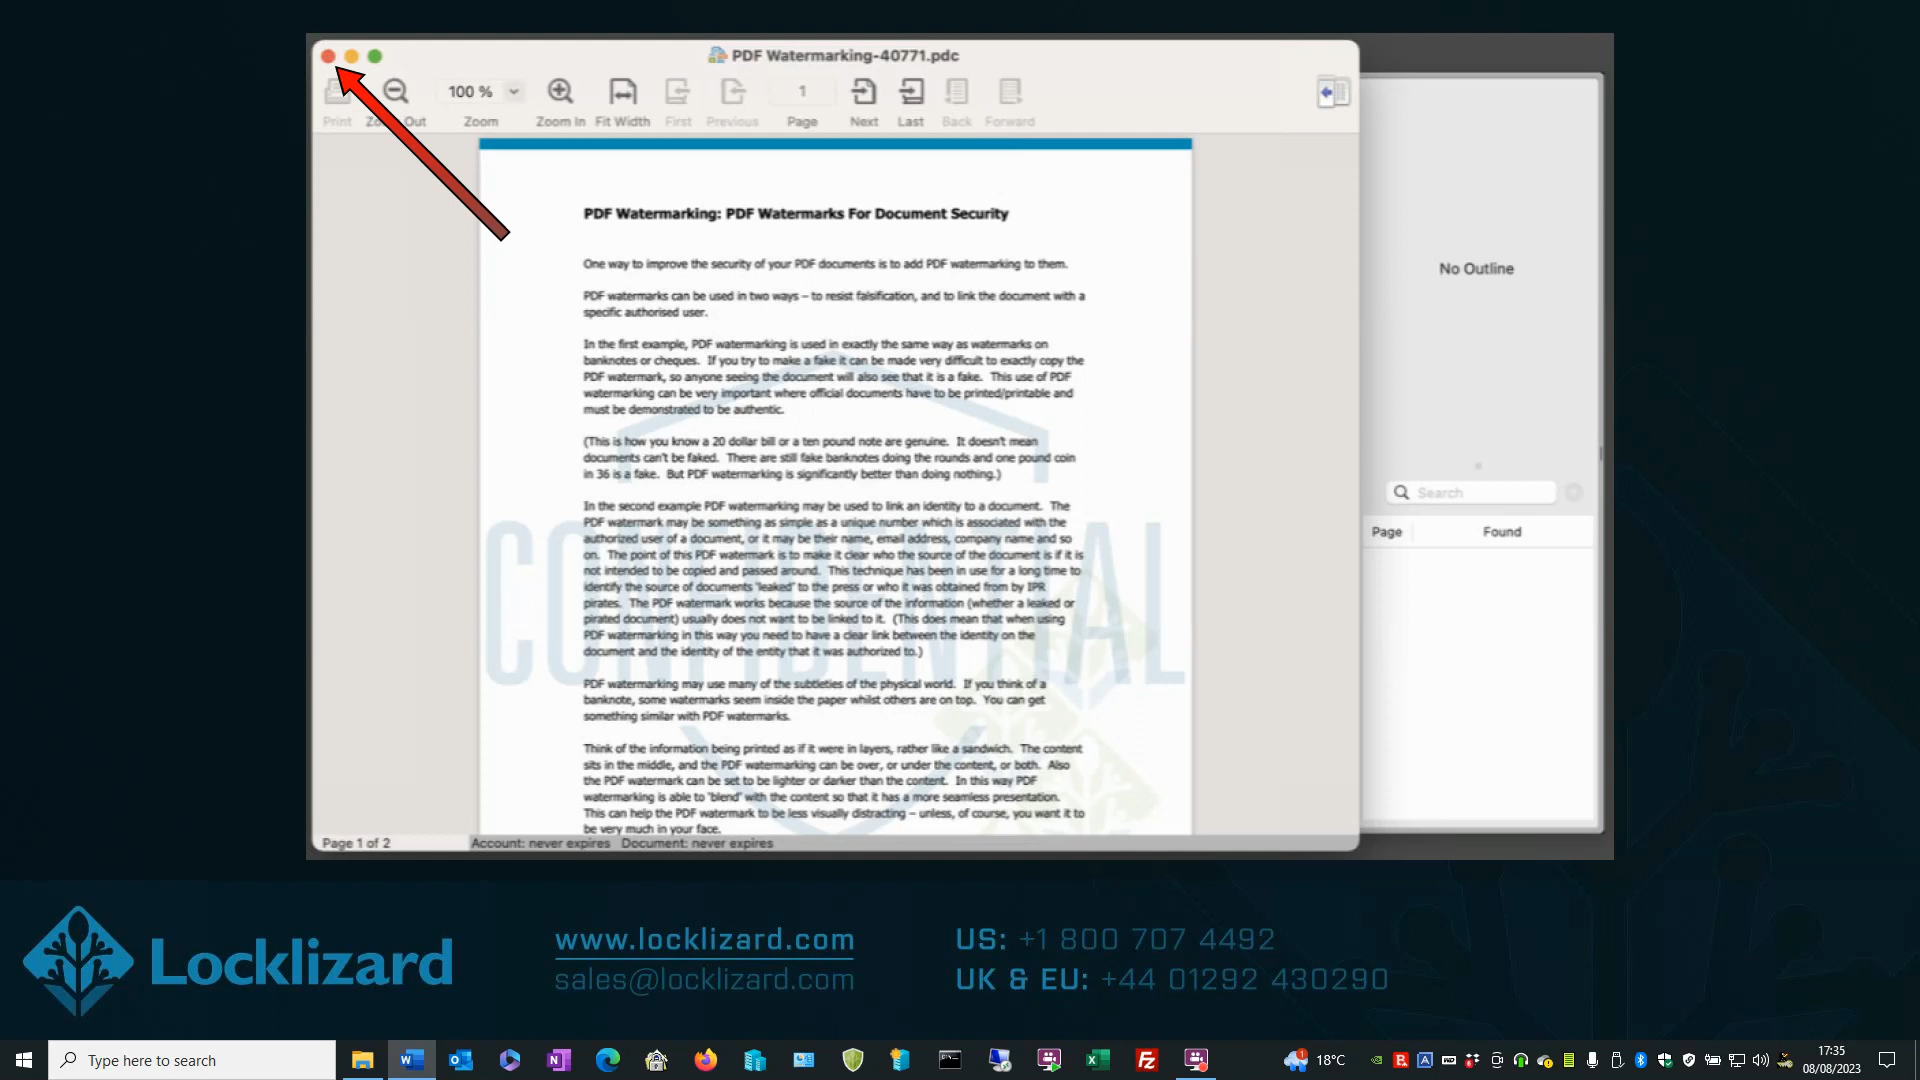 PDF Watermarking-40771.pdc
100 %
1
Print
Zoom Out
Zoom
Zoom In
Fit Width
First
Previous
Page
Next
Last
Back
Forward
PDF Watermarking: PDF Watermarks For Document Security
One way to improve the security of your PDF documents is to add PDF watermarking to them.
PDF watermarks can be used in two ways – to resist falsification, and to link the document with a
specific authorised user.
In the first example, PDF watermarking is used in exactly the same way as watermarks on
banknotes or cheques.  If you try to make a fake it can be made very difficult to exactly copy the
PDF watermark, so anyone seeing the document will also see that it is a fake.  This use of PDF
watermarking can be very important where official documents have to be printed/printable and
must be demonstrated to be authentic.
(This is how you know a 20 dollar bill or a ten pound note are genuine.  It doesn't mean
documents can't be faked.  There are still fake banknotes doing the rounds and one pound coin
in 36 is a fake.  But PDF watermarking is significantly better than doing nothing.)
In the second example PDF watermarking may be used to link an identity to a document.  The
PDF watermark may be something as simple as a unique number which is associated with the
authorized user of a document, or it may be their name, email address, company name and so
on.  The point of this PDF watermark is to make it clear who the source of the document is if it is
not intended to be copied and passed around.  This technique has been in use for a long time to
identify the source of documents 'leaked' to the press or who it was obtained from by IPR
pirates.  The PDF watermark works because the source of the information (whether a leaked or
pirated document) usually does not want to be linked to it.  (This does mean that when using
PDF watermarking in this way you need to have a clear link between the identity on the
document and the identity of the entity that it was authorized to.)
PDF watermarking may use many of the subtleties of the physical world.  If you think of a
banknote, some watermarks seem inside the paper whilst others are on top.  You can get
something similar with PDF watermarks.
Think of the information being printed as if it were in layers, rather like a sandwich.  The content
sits in the middle, and the PDF watermarking can be over, or under the content, or both.  Also
the PDF watermark can be set to be lighter or darker than the content.  In this way PDF
watermarking is able to 'blend' with the content so that it has a more seamless presentation.
This can help the PDF watermark to be less visually distracting – unless, of course, you want it to
be very much in your face.
CONFIDENTIAL
Page 1 of 2
Account: never expires  Document: never expires
No Outline
Search
Page
Found
Locklizard
www.locklizard.com
sales@locklizard.com
US: +1 800 707 4492
UK & EU: +44 01292 430290
Type here to search
18°C
17:35
08/08/2023